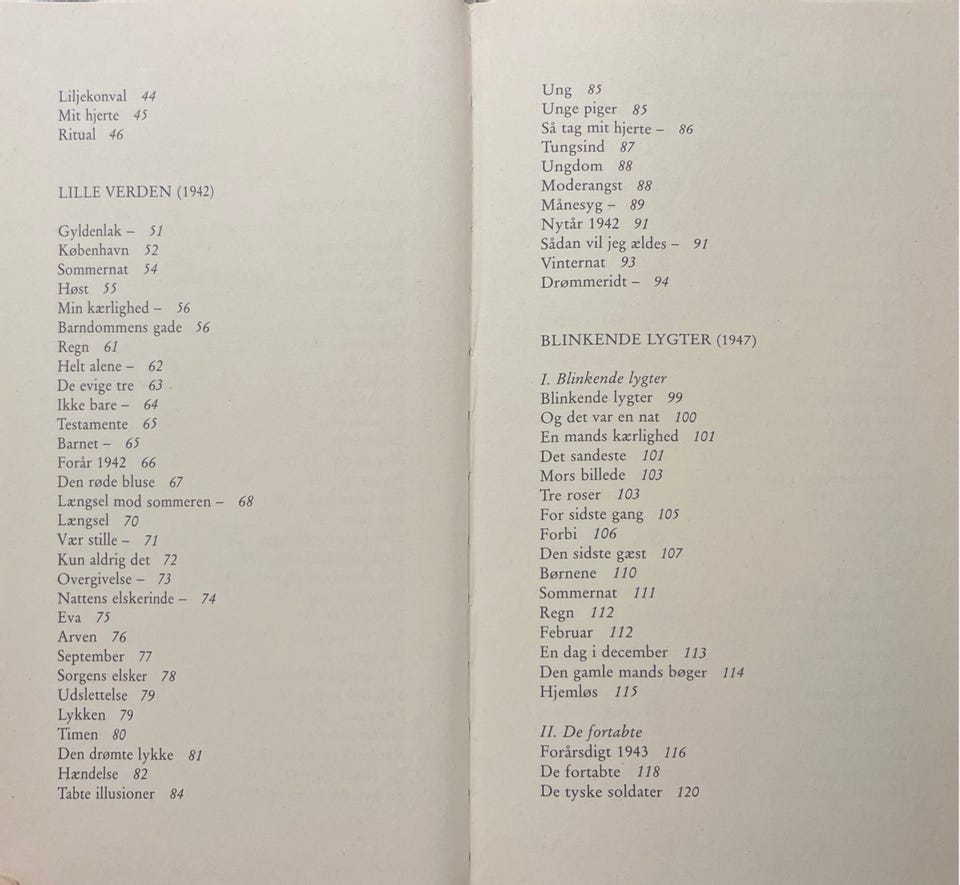 Liljekonval 44
Mit hjerte 45
Ritual 46
LILLE VERDEN (1942)
Gyldenlak – 51
København 52
Sommernat 54
Høst 55
Min kærlighed – 56
Barndommens gade 56
Regn 61
Helt alene – 62
De evige tre 63
Ikke bare – 64
Testamente 65
Barnet – 65
Forår 1942 66
Den røde bluse 67
Længsel mod sommeren – 68
Længsel 70
Vær stille – 71
Kun aldrig det 72
Overgivelse – 73
Nattens elskerinde – 74
Eva 75
Arven 76
September 77
Sorgens elsker 78
Udslettelse 79
Lykken 79
Timen 80
Den drømte lykke 81
Hændelse 82
Tabte illusioner 84
Ung 85
Unge piger 85
Så tag mit hjerte – 86
Tungsind 87
Ungdom 88
Moderangst 88
Månesyg – 89
Nytår 1942 91
Sådan vil jeg ældes – 91
Vinternat 93
Drømmeridt – 94
BLINKENDE LYGTER (1947)
I. Blinkende lygter
Blinkende lygter 99
Og det var en nat 100
En mands kærlighed 101
Det sandeste 101
Mors billede 103
Tre roser 103
For sidste gang 105
Forbi 106
Den sidste gæst 107
Børnene 110
Sommernat 111
Regn 112
Februar 112
En dag i december 113
Den gamle mands bøger 114
Hjemløs 115
II. De fortabte
Forårsdigt 1943 116
De fortabte 118
De tyske soldater 120